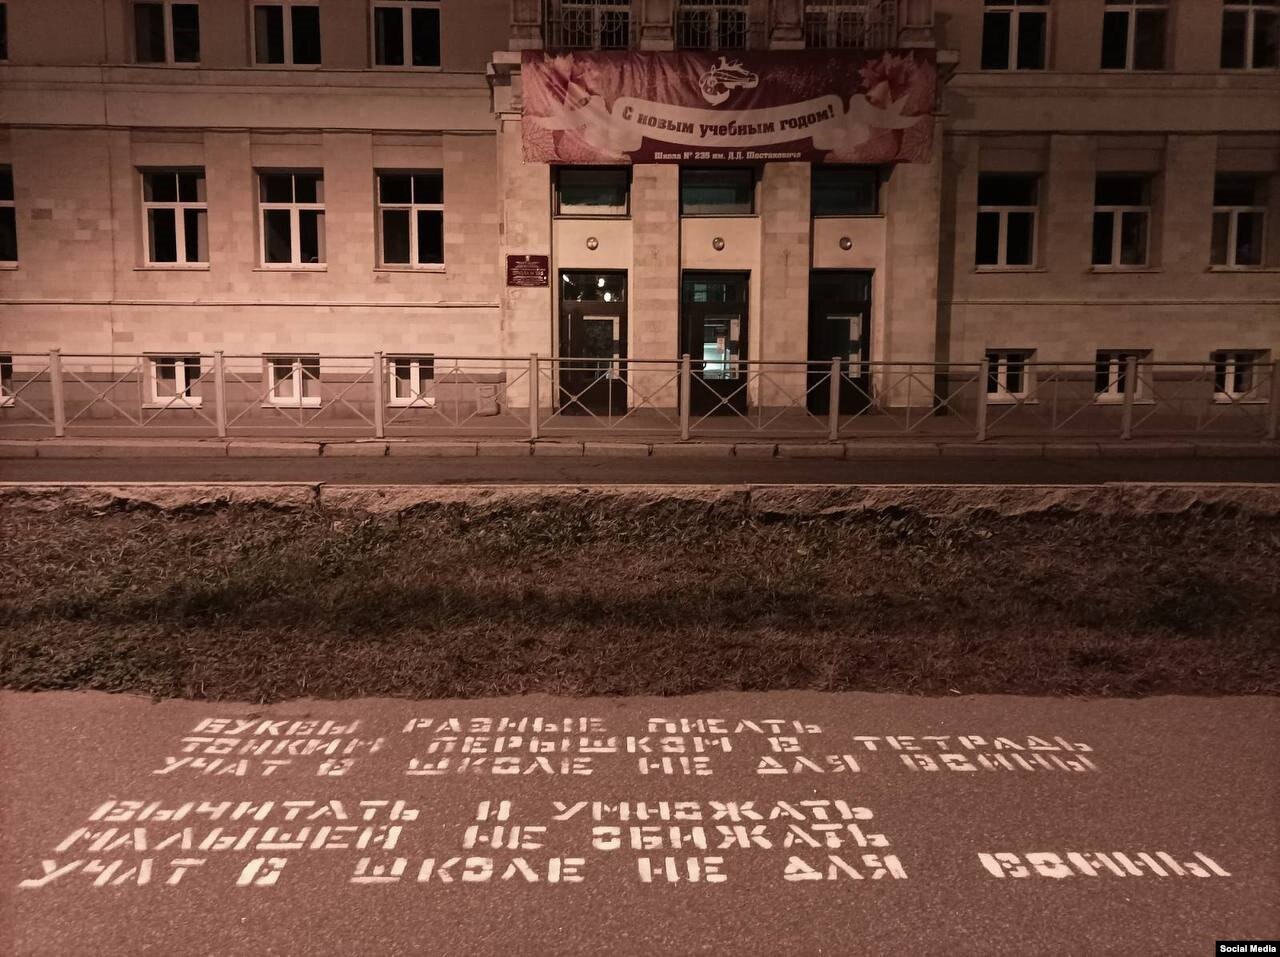 С новым учебным годом!
Школа № 235 им. Д.Д. Шостаковича
БУКВЫ РАЗНЫЕ ПИСАТЬ
ТОНКИМ ПЕРЫШКОМ В ТЕТРАДЬ
УЧАТ В ШКОЛЕ НЕ ДЛЯ ВОЙНЫ
ВЫЧИТАТЬ И УМНОЖАТЬ
МАЛЫШЕЙ НЕ ОБИЖАТЬ
УЧАТ В ШКОЛЕ НЕ ДЛЯ ВОЙНЫ
Social Media